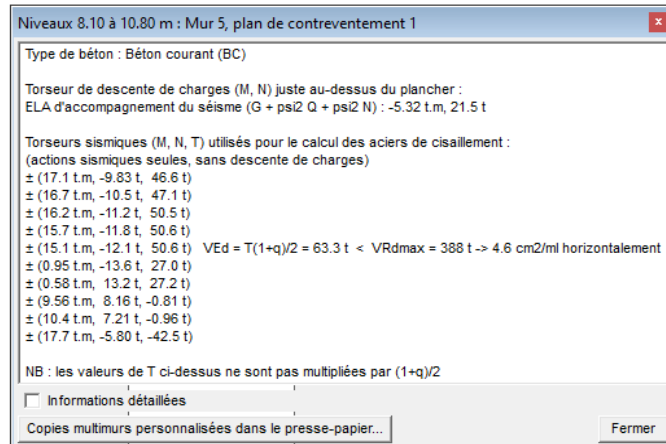 Niveaux 8.10 à 10.80 m : Mur 5, plan de contreventement 1
x
Type de béton : Béton courant (BC)
Torseur de descente de charges (M, N) juste au-dessus du plancher :
ELA d'accompagnement du séisme (G + psi2 Q + psi2 N) : -5.32 t.m, 21.5 t
Torseurs sismiques (M, N, T) utilisés pour le calcul des aciers de cisaillement :
(actions sismiques seules, sans descente de charges)
± (17.1 t.m, -9.83 t, 46.6 t)
± (16.7 t.m, -10.5 t, 47.1 t)
± (16.2 t.m, -11.2 t, 50.5 t)
± (15.7 t.m, -11.8 t, 50.6 t)
± (15.1 t.m, -12.1 t, 50.6 t) VEd = T(1+q)/2 = 63.3 t < VRdmax = 388 t -> 4.6 cm2/ml horizontalement
± (0.95 t.m, -13.6 t, 27.0 t)
± (0.58 t.m, 13.2 t, 27.2 t)
± (9.56 t.m, 8.16 t, -0.81 t)
± (10.4 t.m, 7.21 t, -0.96 t)
± (17.7 t.m, -5.80 t, -42.5 t)
NB : les valeurs de T ci-dessus ne sont pas multipliées par (1+q)/2
Informations détaillées
Copies multimurs personnalisées dans le presse-papier... Fermer